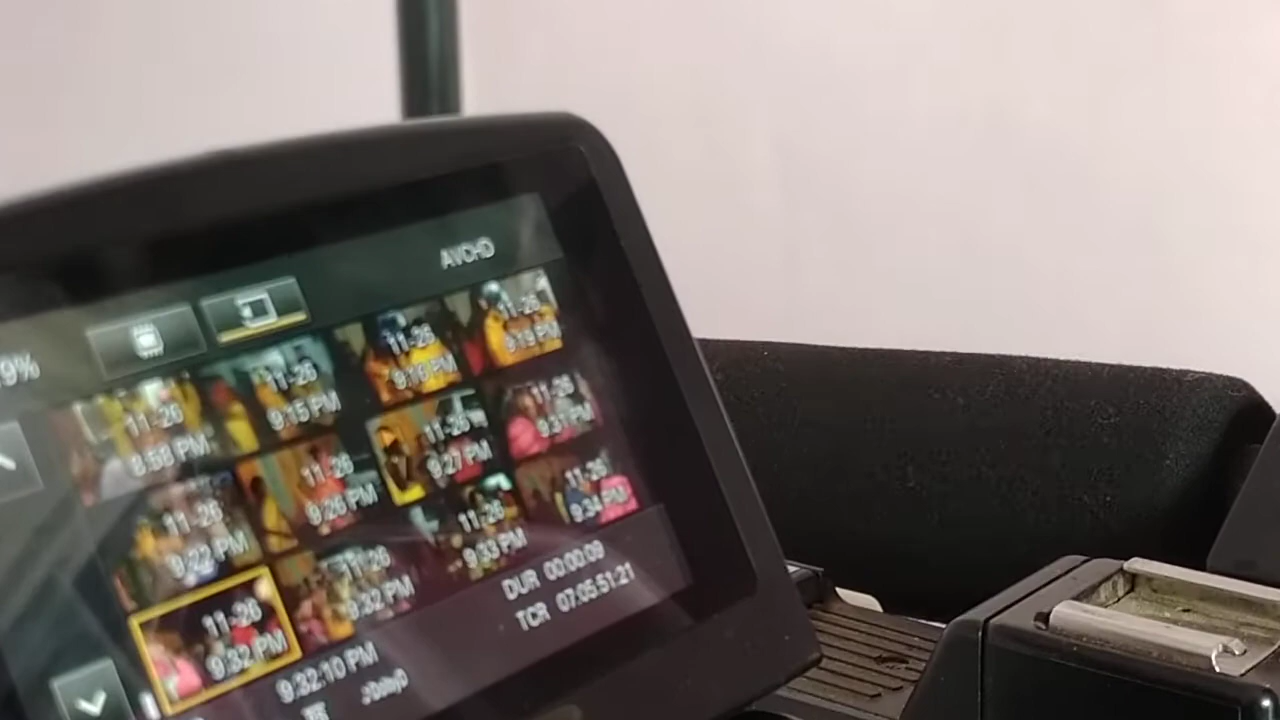 AVCHD
9%
11-26 11-26 11-26 11-26
8:58 PM 9:15 PM 9:16 PM 9:19 PM
11-26 11-26 11-26 11-26
9:22 PM 9:26 PM 9:27 PM 9:31 PM
11-26 11-26 11-26 11-26
9:32 PM 9:32 PM 9:33 PM 9:34 PM
9:32:10 PM DUR 00:00:09
TCR 07:05:51:21